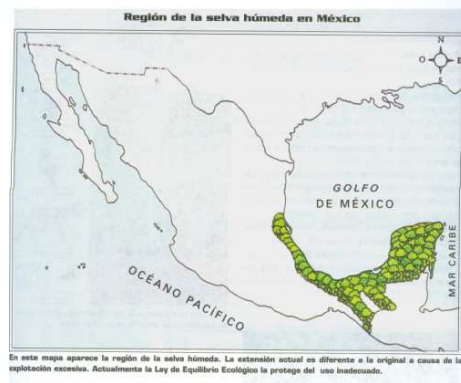 Región de la selva húmeda en México
N
O E
S
GOLFO
DE MÉXICO
MAR CARIBE
OCÉANO PACÍFICO
En este mapa aparece la región de la selva húmeda. La extensión actual es diferente a la original a causa de la
explotación excesiva. Actualmente la Ley de Equilibrio Ecológico la protege del uso inadecuado.